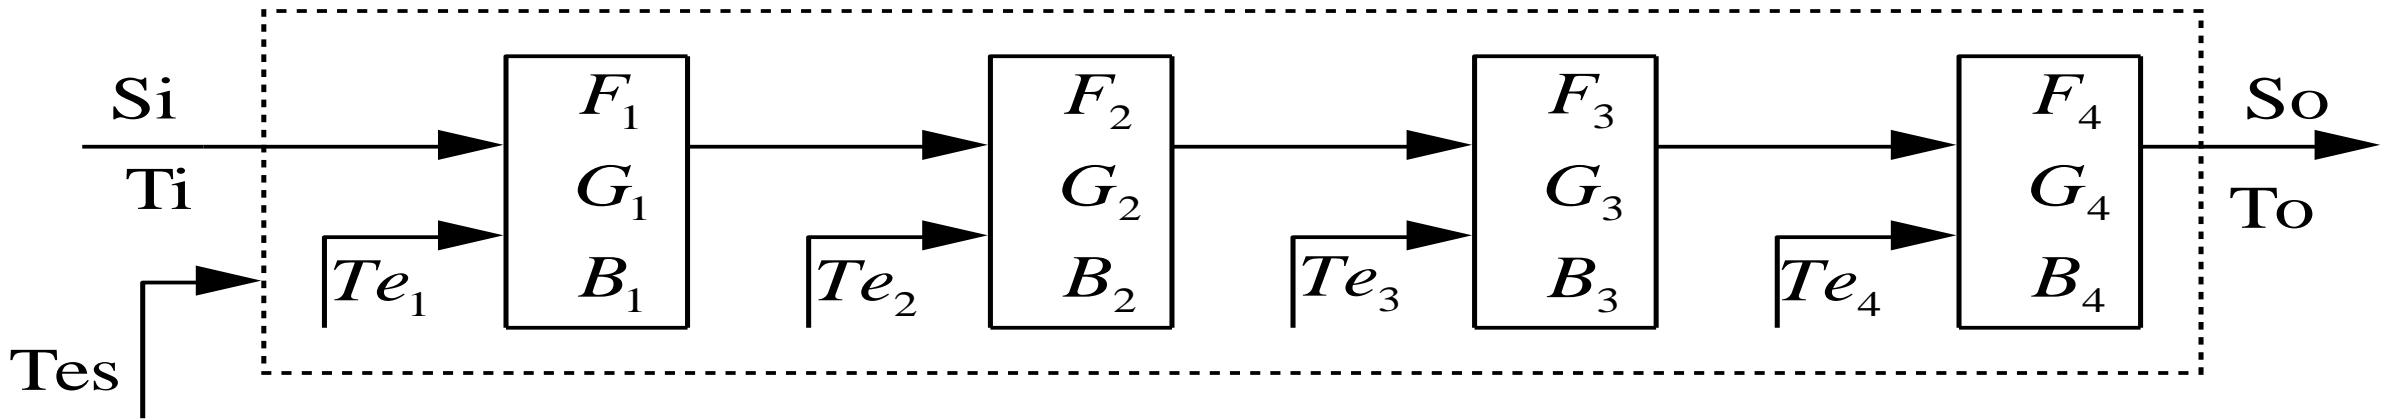 Si
Ti
Tes
Te₁
F₁
G₁
B₁
Te₂
F₂
G₂
B₂
Te₃
F₃
G₃
B₃
Te₄
F₄
G₄
B₄
So
To